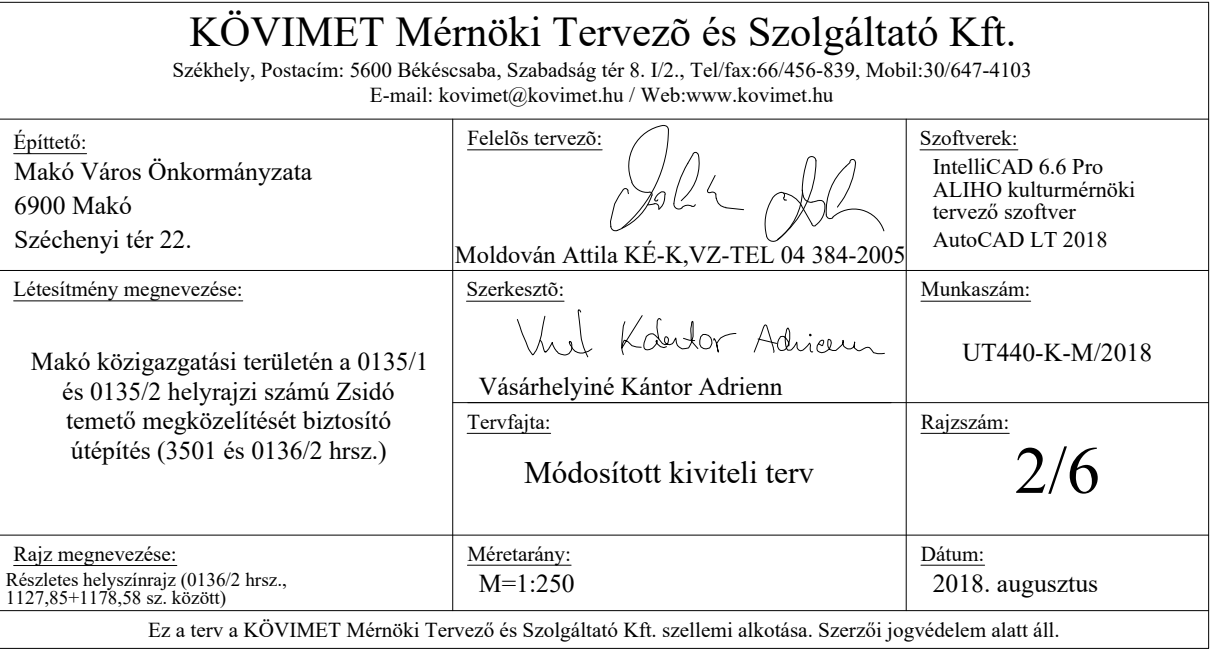 KÖVIMET Mérnöki Tervezõ és Szolgáltató Kft.
Székhely, Postacím: 5600 Békéscsaba, Szabadság tér 8. I/2., Tel/fax:66/456-839, Mobil:30/647-4103
E-mail: kovimet@kovimet.hu / Web:www.kovimet.hu
Építtető:
Makó Város Önkormányzata
6900 Makó
Széchenyi tér 22.
Felelõs tervezõ:
Moldován Attila KÉ-K,VZ-TEL 04 384-2005
Szoftverek:
IntelliCAD 6.6 Pro
ALIHO kulturmérnöki
tervező szoftver
AutoCAD LT 2018
Létesítmény megnevezése:
Makó közigazgatási területén a 0135/1
és 0135/2 helyrajzi számú Zsidó
temető megközelítését biztosító
útépítés (3501 és 0136/2 hrsz.)
Szerkesztõ:
Kántor Adrienn
Vásárhelyiné Kántor Adrienn
Munkaszám:
UT440-K-M/2018
Tervfajta:
Módosított kiviteli terv
Rajzszám:
2/6
Rajz megnevezése:
Részletes helyszínrajz (0136/2 hrsz.,
1127,85+1178,58 sz. között)
Méretarány:
M=1:250
Dátum:
2018. augusztus
Ez a terv a KÖVIMET Mérnöki Tervező és Szolgáltató Kft. szellemi alkotása. Szerzői jogvédelem alatt áll.